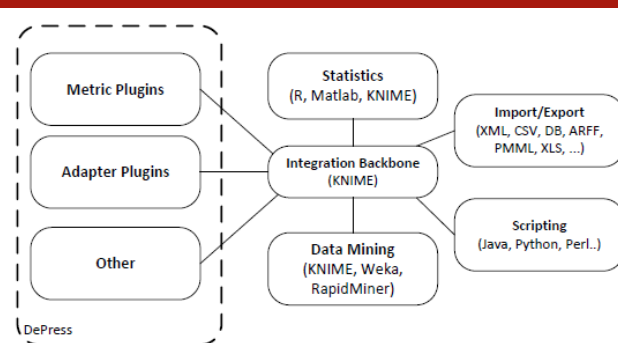 Metric Plugins
Adapter Plugins
Other
DePress
Statistics
(R, Matlab, KNIME)
Integration Backbone
(KNIME)
Data Mining
(KNIME, Weka,
RapidMiner)
Import/Export
(XML, CSV, DB, ARFF,
PMML, XLS, ...)
Scripting
(Java, Python, Perl..)